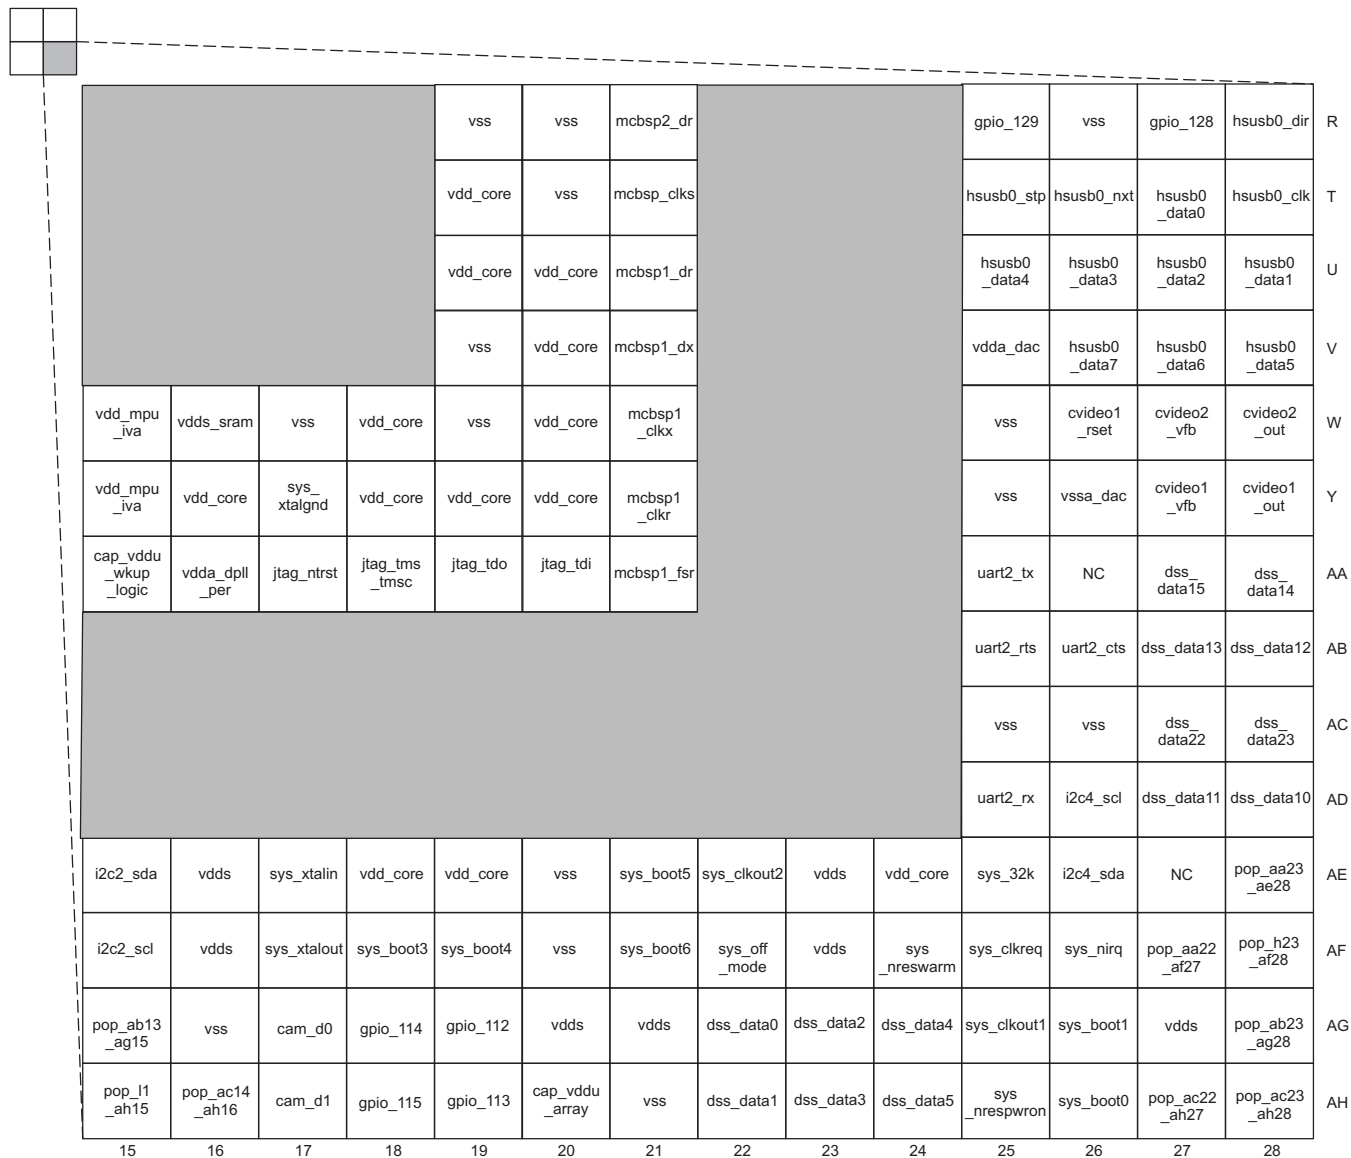 vss vss mcbsp2_dr gpio_129 vss gpio_128 hsusb0_dir R
vdd_core vss mcbsp_clks hsusb0_stp hsusb0_nxt hsusb0 _data0 hsusb0_clk T
vdd_core vdd_core mcbsp1_dr hsusb0 _data4 hsusb0 _data3 hsusb0 _data2 hsusb0 _data1 U
vss vdd_core mcbsp1_dx vdda_dac hsusb0 _data7 hsusb0 _data6 hsusb0 _data5 V
vdd_mpu _iva vdds_sram vss vdd_core vss vdd_core mcbsp1 _clkx vss cvideo1 _rset cvideo2 _vfb cvideo2 _out W
vdd_mpu _iva vdd_core sys_ xtalgnd vdd_core vdd_core vdd_core mcbsp1 _clkr vss vssa_dac cvideo1 _vfb cvideo1 _out Y
cap_vddu _wkup _logic vdda_dpll _per jtag_ntrst jtag_tms _tmsc jtag_tdo jtag_tdi mcbsp1_fsr uart2_tx NC dss_ data15 dss_ data14 AA
uart2_rts uart2_cts dss_data13 dss_data12 AB
vss vss dss_ data22 dss_ data23 AC
uart2_rx i2c4_scl dss_data11 dss_data10 AD
i2c2_sda vdds sys_xtalin vdd_core vdd_core vss sys_boot5 sys_clkout2 vdds vdd_core sys_32k i2c4_sda NC pop_aa23 _ae28 AE
i2c2_scl vdds sys_xtalout sys_boot3 sys_boot4 vss sys_boot6 sys_off _mode vdds sys _nreswarm sys_clkreq sys_nirq pop_aa22 _af27 pop_h23 _af28 AF
pop_ab13 _ag15 vss cam_d0 gpio_114 gpio_112 vdds vdds dss_data0 dss_data2 dss_data4 sys_clkout1 sys_boot1 vdds pop_ab23 _ag28 AG
pop_l1 _ah15 pop_ac14 _ah16 cam_d1 gpio_115 gpio_113 cap_vddu _array vss dss_data1 dss_data3 dss_data5 sys _nrespwron sys_boot0 pop_ac22 _ah27 pop_ac23 _ah28 AH
15 16 17 18 19 20 21 22 23 24 25 26 27 28